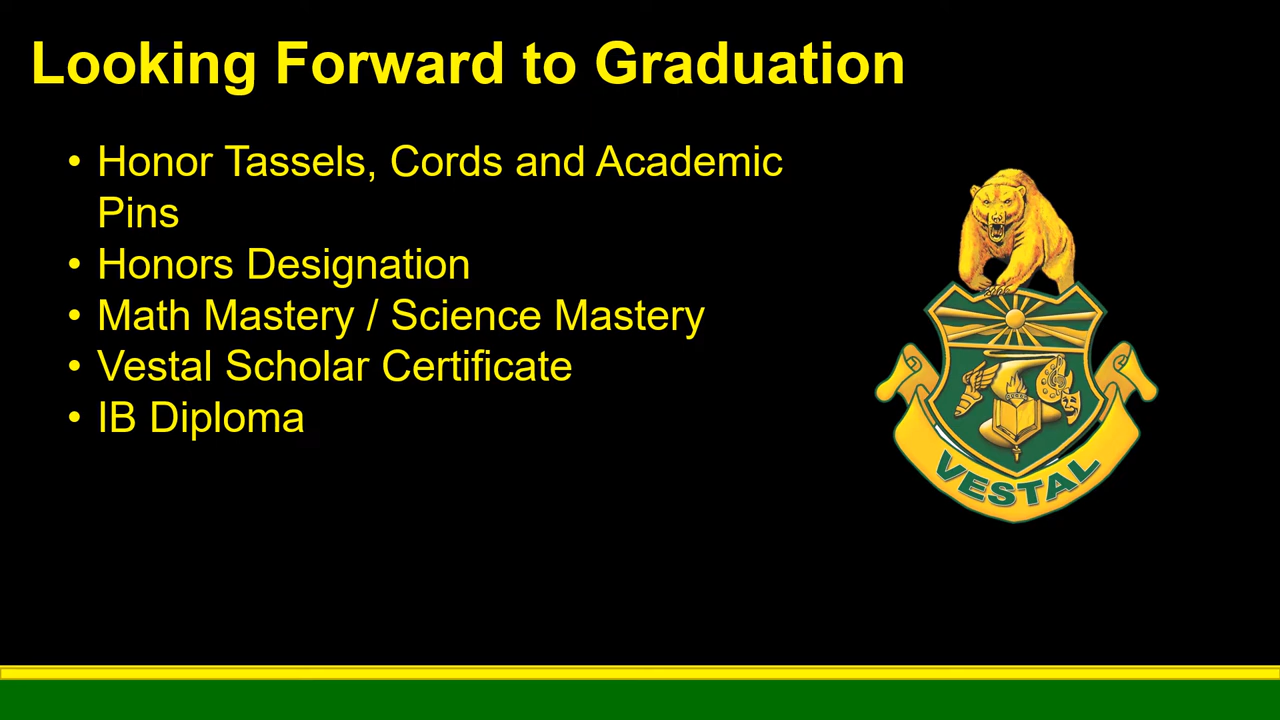 Looking Forward to Graduation
• Honor Tassels, Cords and Academic
Pins
• Honors Designation
• Math Mastery / Science Mastery
• Vestal Scholar Certificate
• IB Diploma
VESTAL